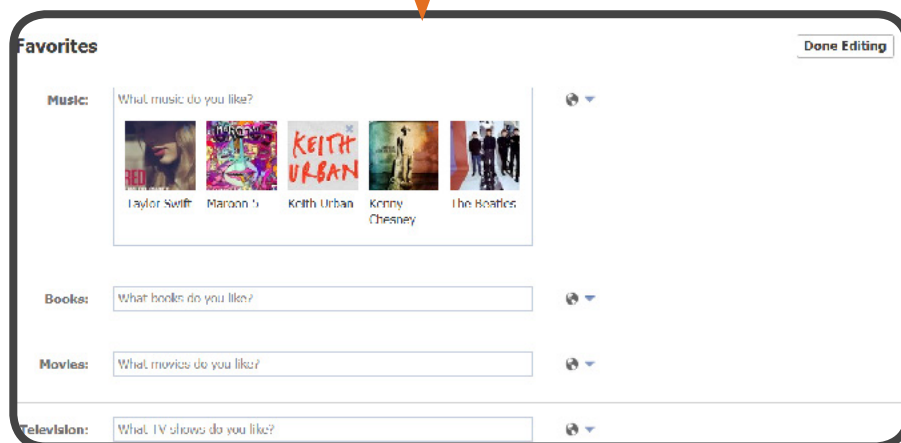 Favorites
Done Editing
Music:
What music do you like?
RED
KEITH
URBAN
Taylor Swift
Maroon 5
Keith Urban
Kenny
Chesney
The Beatles
Books:
What books do you like?
Movies:
What movies do you like?
Television:
What TV shows do you like?